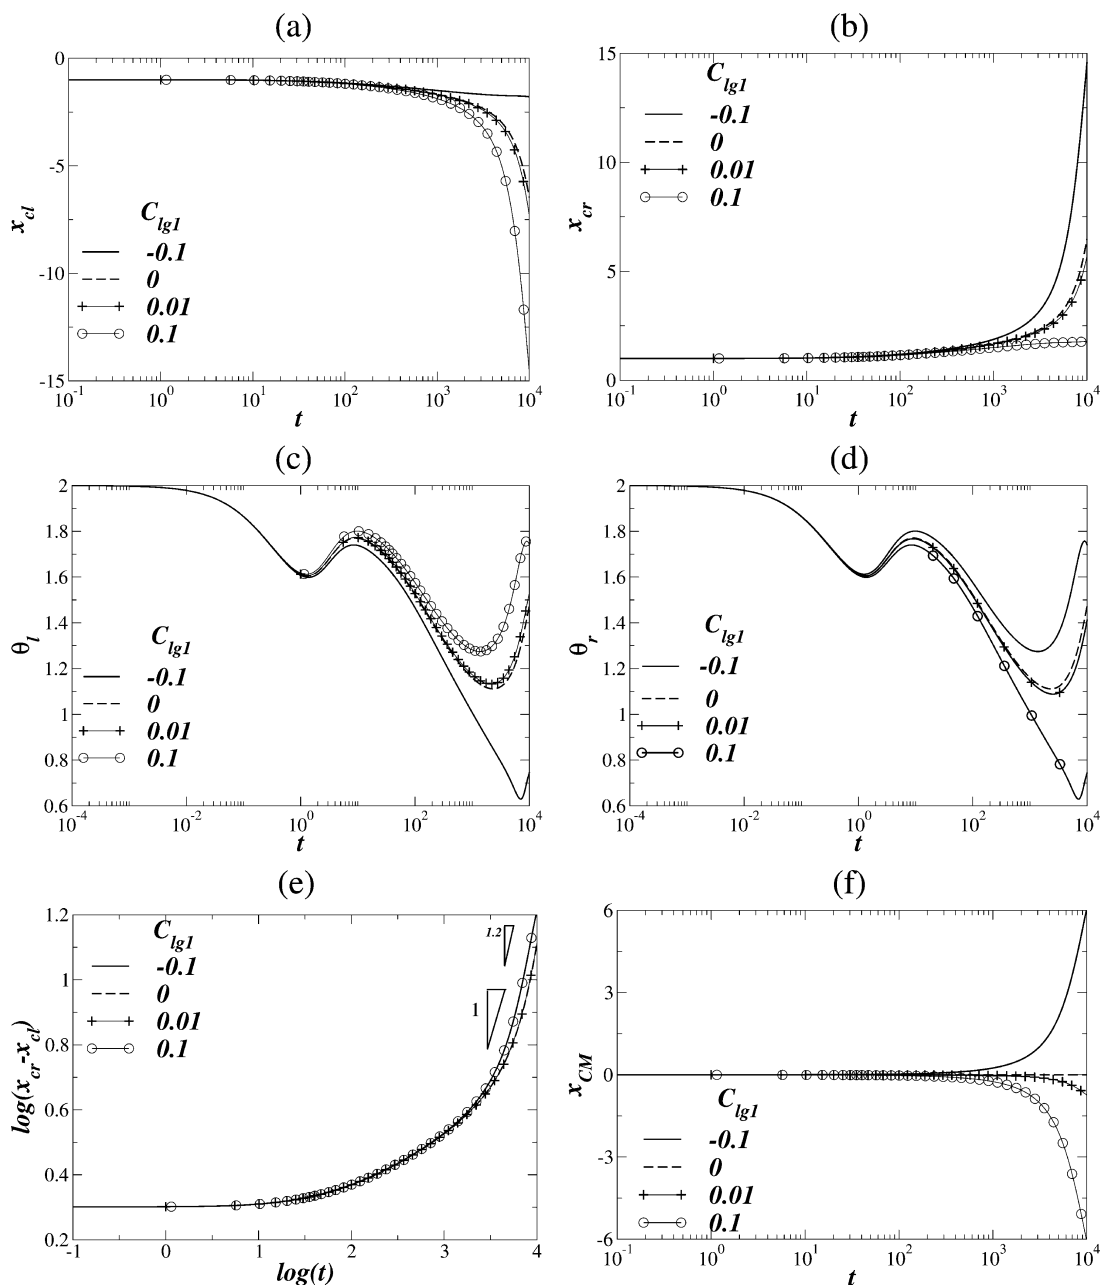 (a)
0
-5
-10
-15
x_cl
C_lg1
-0.1
0
0.01
0.1
10^-1 10^0 10^1 10^2 10^3 10^4
t
(b)
15
10
5
0
x_cr
C_lg1
-0.1
0
0.01
0.1
10^-1 10^0 10^1 10^2 10^3 10^4
t
(c)
2
1.8
1.6
1.4
1.2
1
0.8
0.6
θ_l
C_lg1
-0.1
0
0.01
0.1
10^-4 10^-2 10^0 10^2 10^4
t
(d)
2
1.8
1.6
1.4
1.2
1
0.8
0.6
θ_r
C_lg1
-0.1
0
0.01
0.1
10^-4 10^-2 10^0 10^2 10^4
t
(e)
1.2
1
0.8
0.6
0.4
0.2
log(x_cr-x_cl)
C_lg1
-0.1
0
0.01
0.1
1.2
1
-1 0 1 2 3 4
log(t)
(f)
6
3
0
-3
-6
x_CM
C_lg1
-0.1
0
0.01
0.1
10^-1 10^0 10^1 10^2 10^3 10^4
t